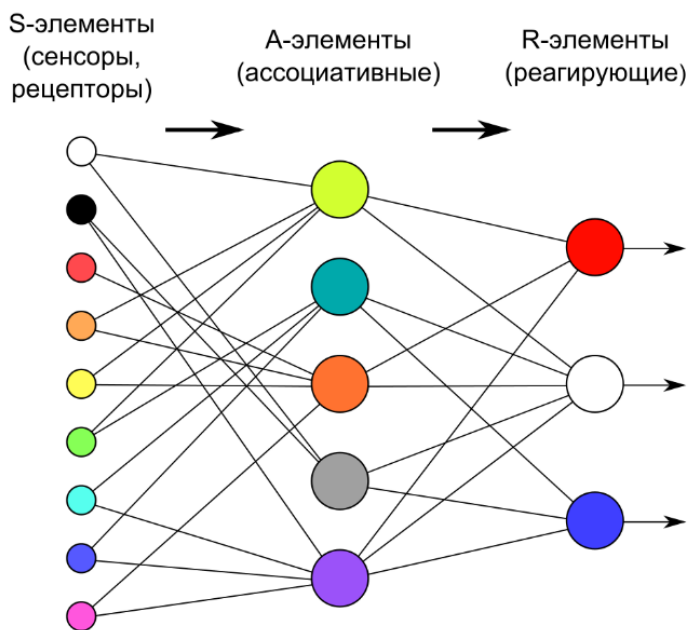 S-элементы
(сенсоры,
рецепторы)
А-элементы
(ассоциативные)
R-элементы
(реагирующие)